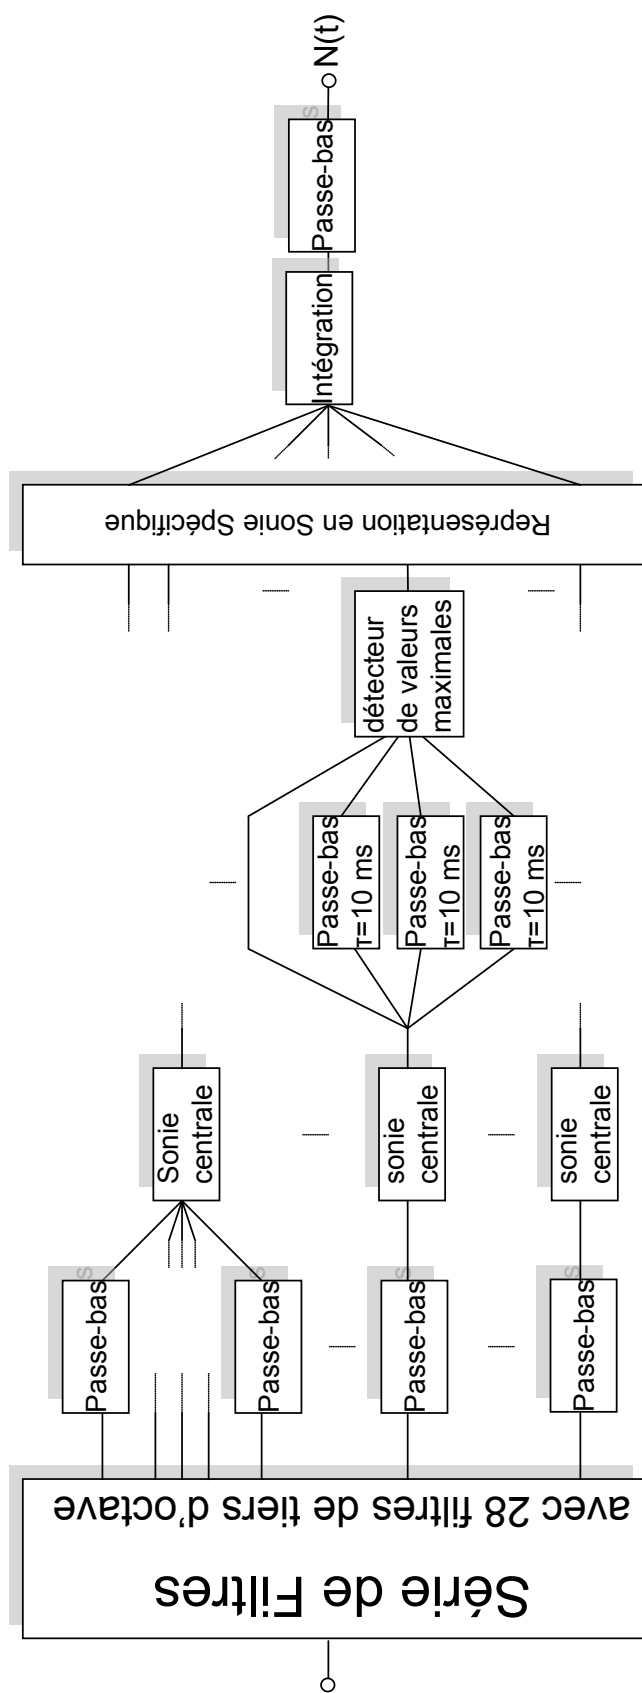 Série de Filtres
avec 28 filtres de tiers d'octave
Passe-bas
Passe-bas
Passe-bas
Passe-bas
Sonie
centrale
sonie
centrale
sonie
centrale
Passe-bas
τ=10 ms
Passe-bas
τ=10 ms
Passe-bas
τ=10 ms
détecteur
de valeurs
maximales
Représentation en Sonie Spécifique
Intégration
Passe-bas
N(t)